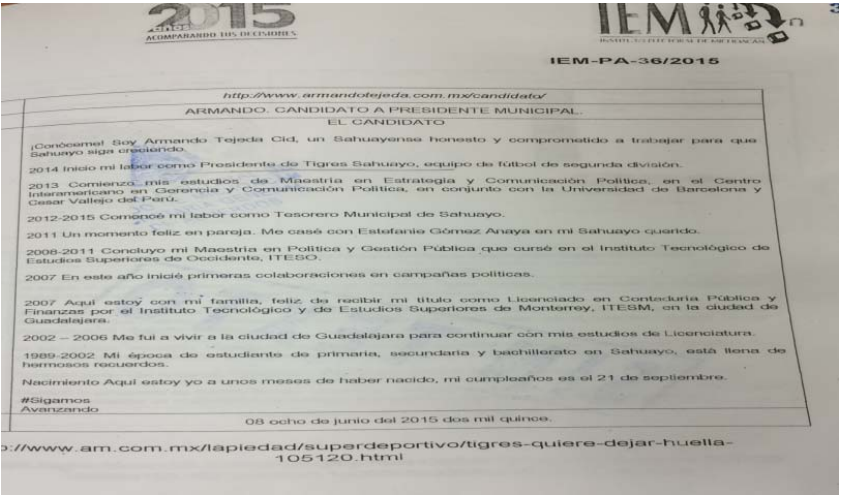 2015
años
ACOMPAÑANDO TUS DECISIONES
IEM
INSTITUTO ELECTORAL DE MICHOACÁN
IEM-PA-36/2015
http://www.armandotejeda.com.mx/candidato/
ARMANDO. CANDIDATO A PRESIDENTE MUNICIPAL.
EL CANDIDATO
¡Conóceme! Soy Armando Tejeda Cid, un Sahuayense honesto y comprometido a trabajar para que
Sahuayo siga creciendo.
2014 Inicio mi labor como Presidente de Tigres Sahuayo, equipo de fútbol de segunda división.
2013 Comienzo mis estudios de Maestría en Estrategia y Comunicación Política, en el Centro
Interamericano en Gerencia y Comunicación Política, en conjunto con la Universidad de Barcelona y
Cesar Vallejo del Perú.
2012-2015 Comencé mi labor como Tesorero Municipal de Sahuayo.
2011 Un momento feliz en pareja. Me casé con Estefanie Gómez Anaya en mi Sahuayo querido.
2008-2011 Concluyo mi Maestría en Política y Gestión Pública que cursé en el Instituto Tecnológico de
Estudios Superiores de Occidente, ITESO.
2007 En este año inicié primeras colaboraciones en campañas políticas.
2007 Aquí estoy con mi familia, feliz de recibir mi título como Licenciado en Contaduría Pública y
Finanzas por el Instituto Tecnológico y de Estudios Superiores de Monterrey, ITESM, en la ciudad de
Guadalajara.
2002 – 2006 Me fui a vivir a la ciudad de Guadalajara para continuar con mis estudios de Licenciatura.
1989-2002 Mi época de estudiante de primaria, secundaria y bachillerato en Sahuayo, está llena de
hermosos recuerdos.
Nacimiento Aquí estoy yo a unos meses de haber nacido, mi cumpleaños es el 21 de septiembre.
#Sigamos
Avanzando
08 ocho de junio del 2015 dos mil quince.
p://www.am.com.mx/lapiedad/superdeportivo/tigres-quiere-dejar-huella-
105120.html